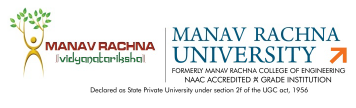 MANAV RACHNA
vidyanatariksha
MANAV RACHNA
UNIVERSITY
FORMERLY MANAV RACHNA COLLEGE OF ENGINEERING
NAAC ACCREDITED 'A' GRADE INSTITUTION
Declared as State Private University under section 2f of the UGC act, 1956